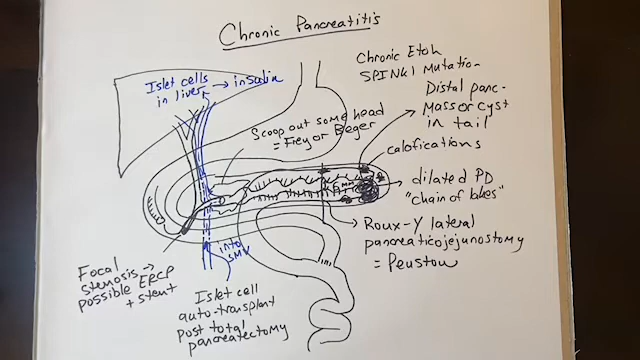 Chronic Pancreatitis
Chronic Etoh
SPINK1 Mutation
Distal panc-
Mass or cyst
in tail
Islet cells
in liver
→ insulin
Scoop out some head
= Frey or Beger
calcifications
dilated PD
"chain of lakes"
Roux-Y lateral
pancreaticojejunostomy
= Peustow
Focal
stenosis →
possible ERCP
+ stent
into
SMV
Islet cell
auto-transplant
post total
pancreatectomy